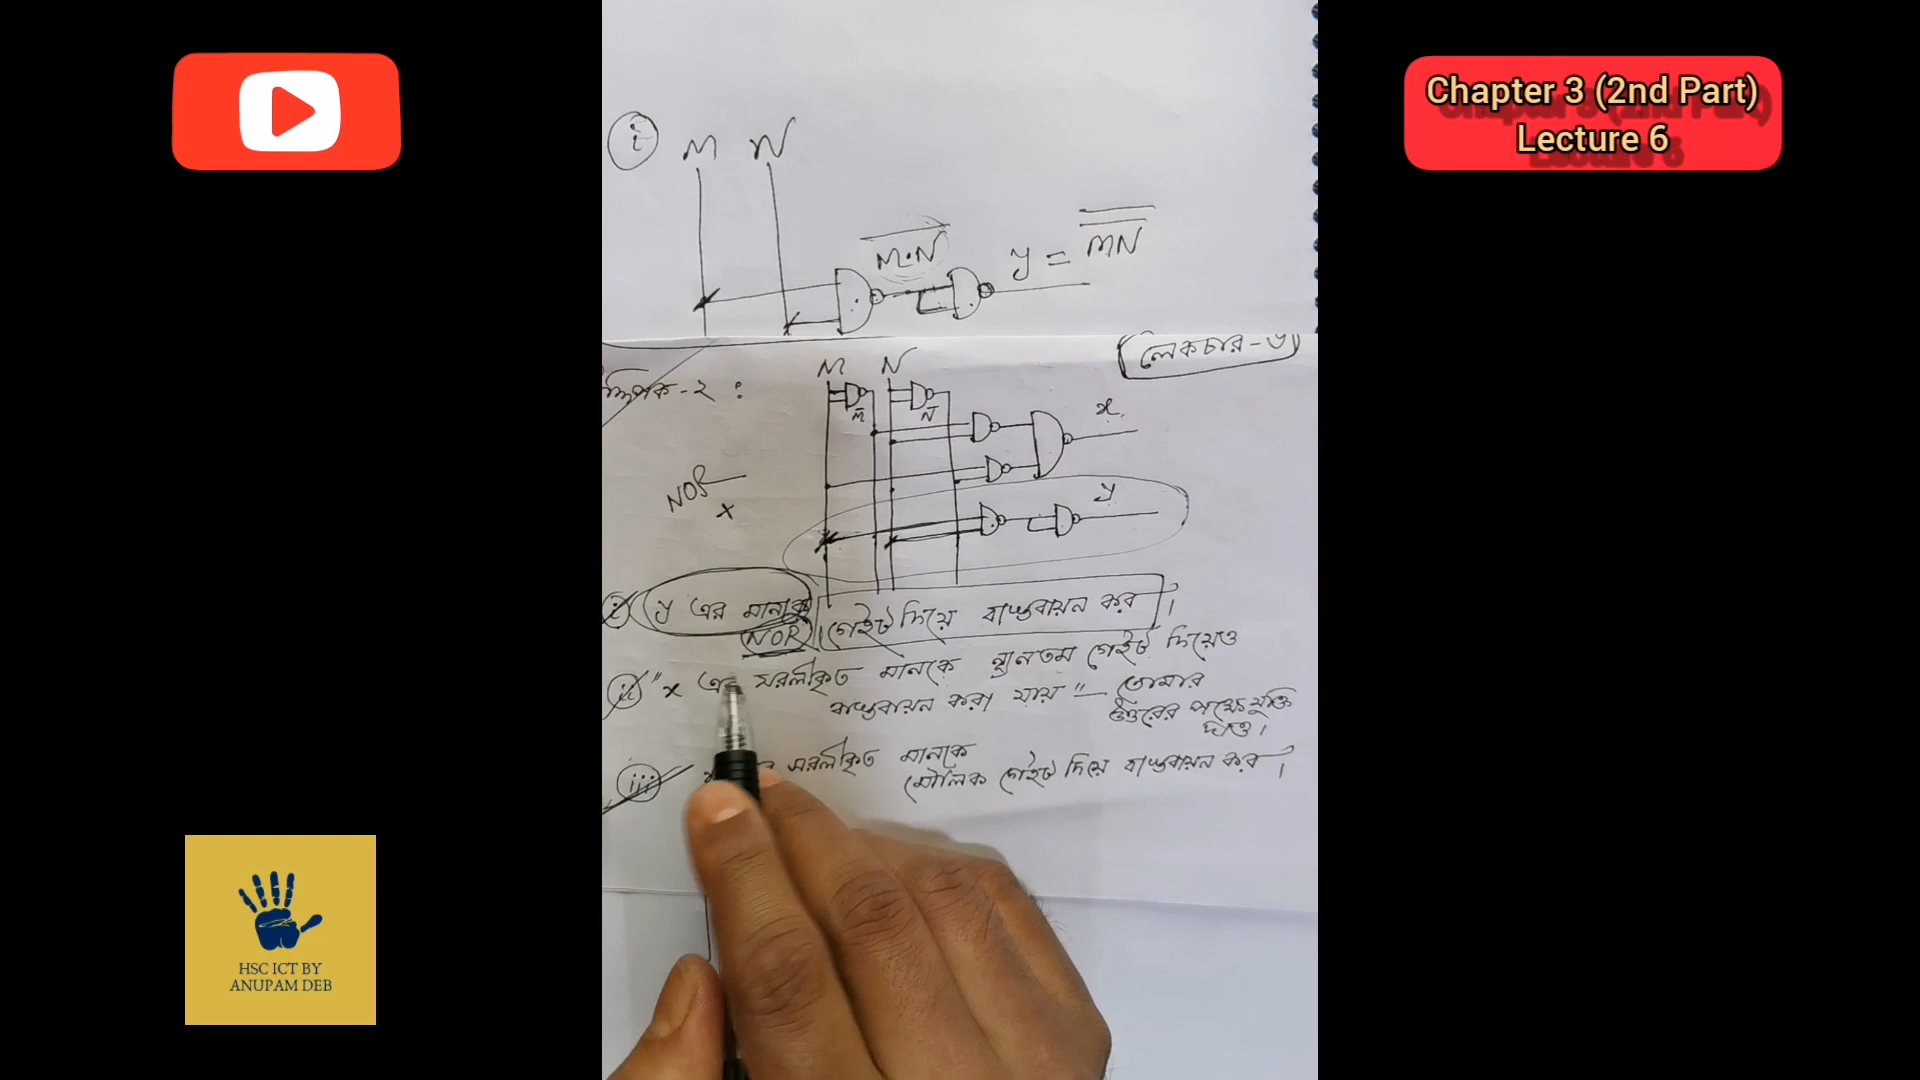 Chapter 3 (2nd Part)
Lecture 6
i
M N
M·N
y = MN
লেকচার-৬
দীপক-২ :
M N
M N
x
NOR
x
y
i y এর মানকে NOR গেইট দিয়ে বাস্তবায়ন কর।
ii "x এর সরলীকৃত মানকে ন্যূনতম গেইট দিয়েও
বাস্তবায়ন করা যায়" — তোমার
উত্তরের পক্ষে যুক্তি
দাও।
iii সরলীকৃত মানকে
মৌলিক গেইট দিয়ে বাস্তবায়ন কর।
HSC ICT BY
ANUPAM DEB